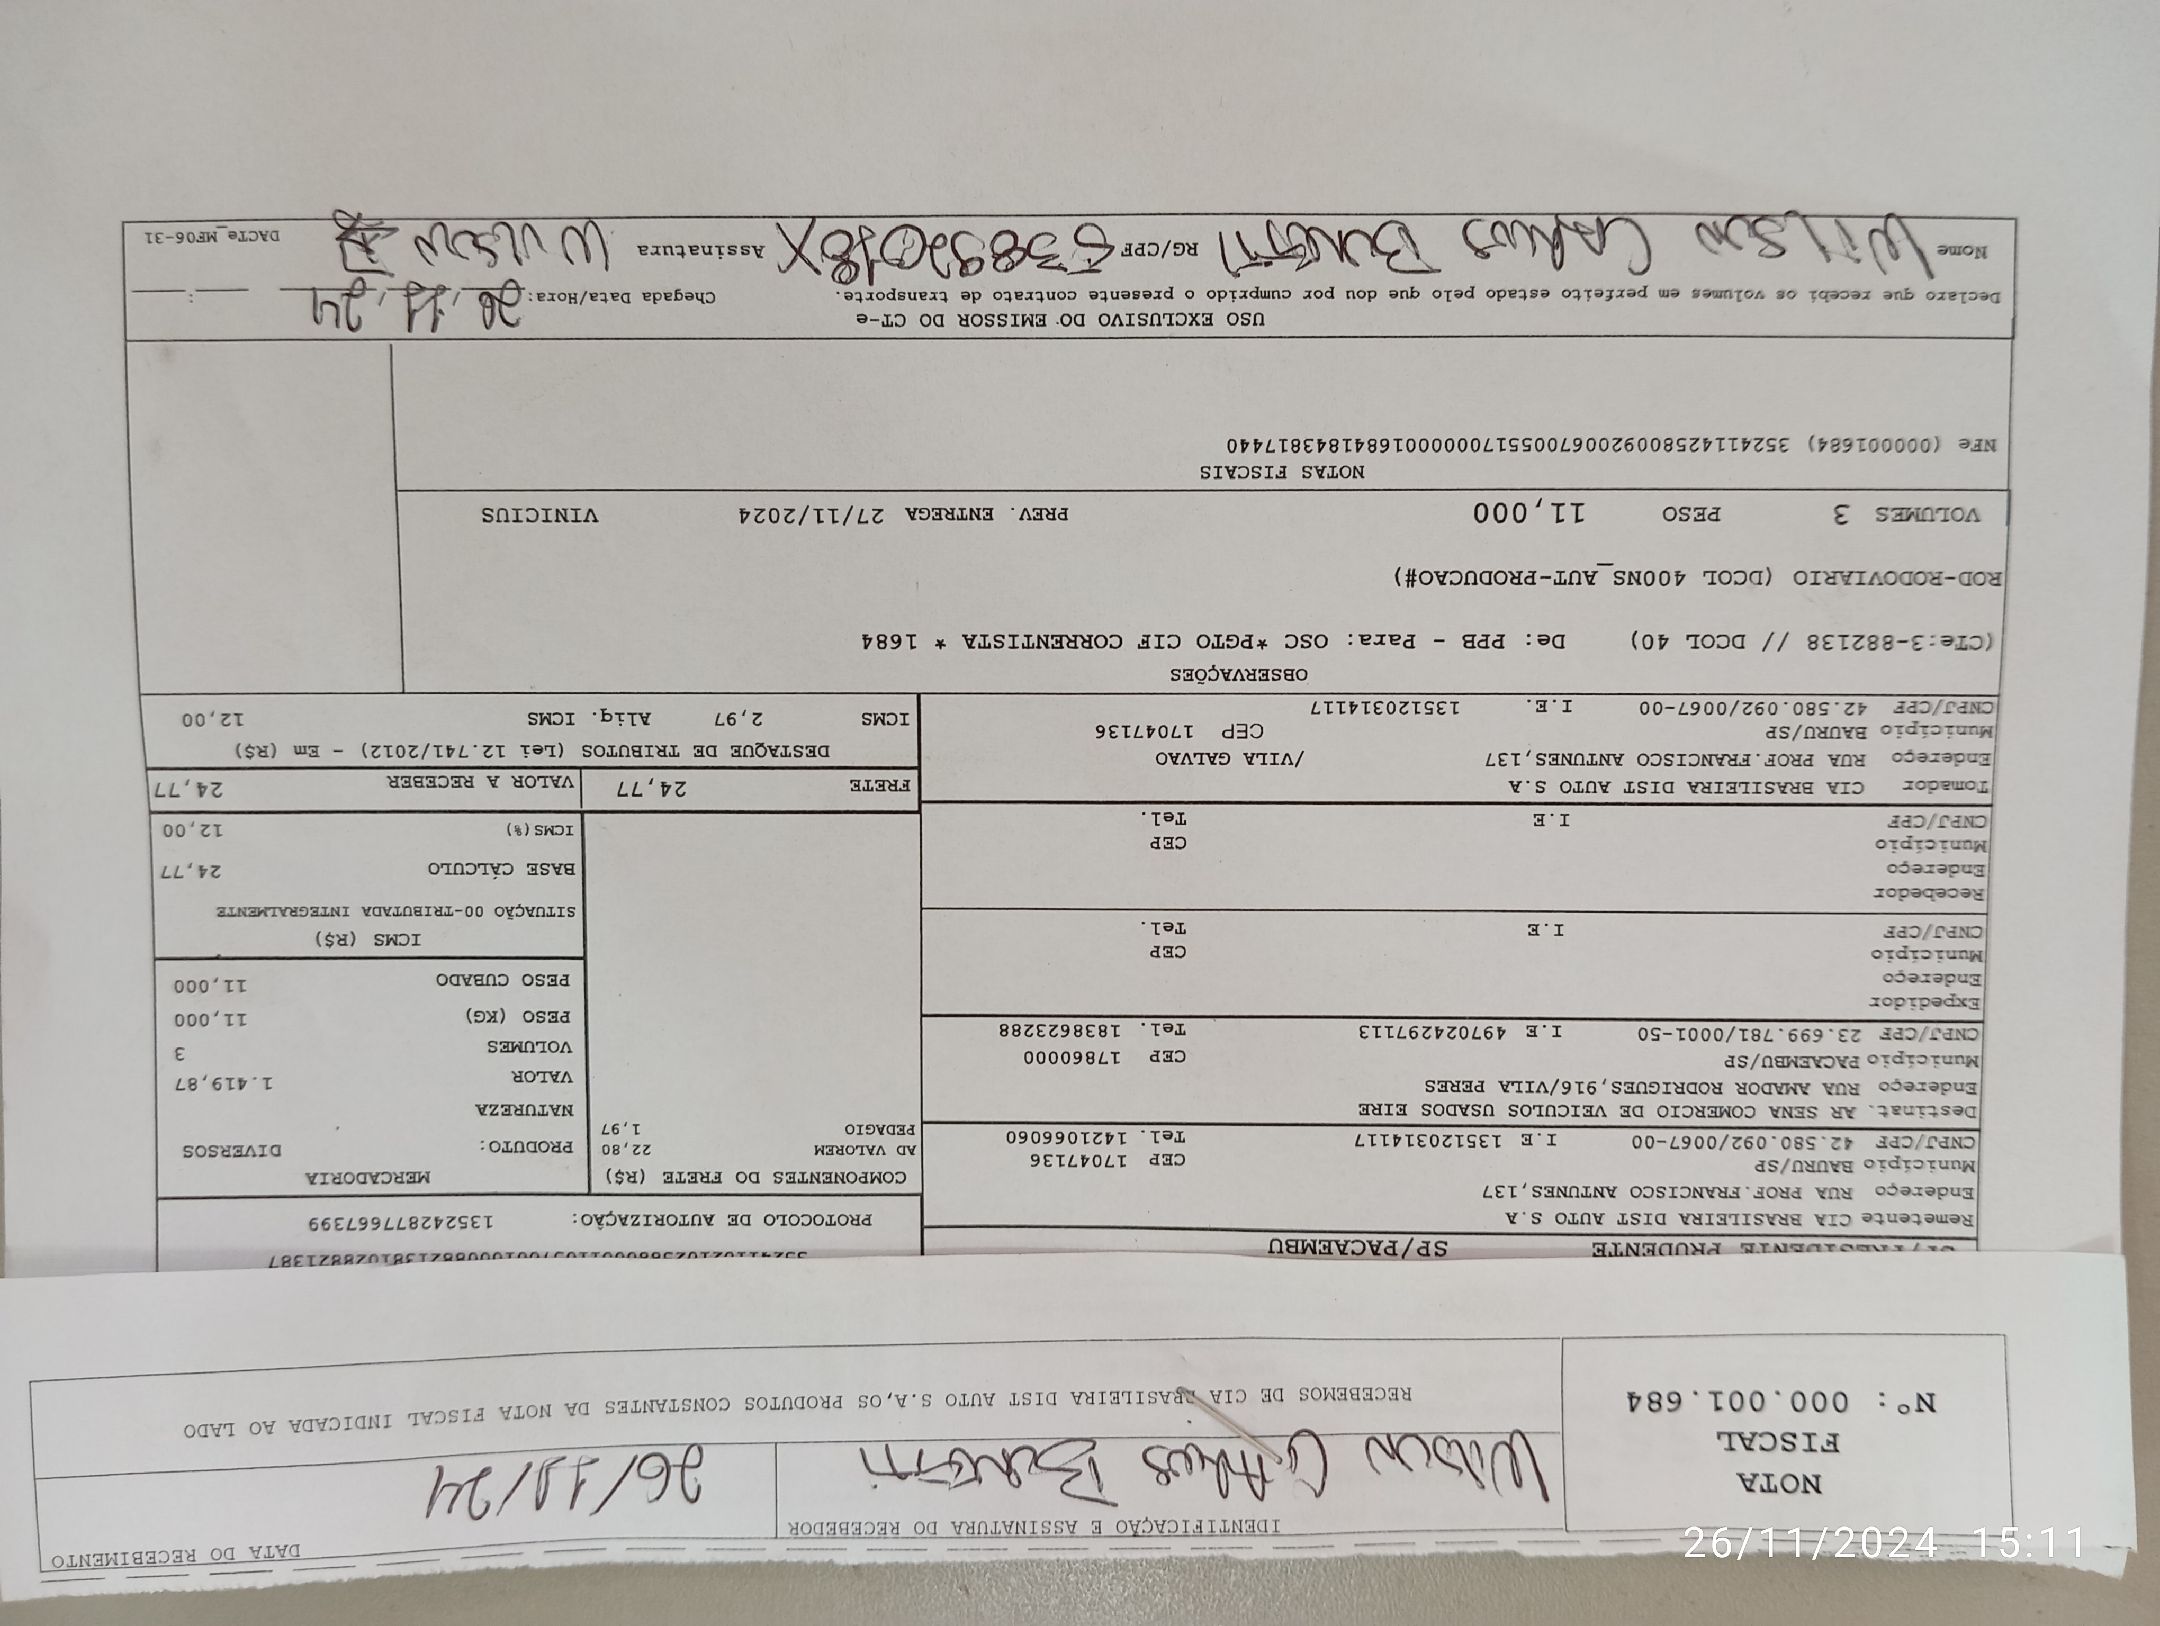 SP/PRESIDENTE PRUDENTE SP/PACAEMBU
Remetente CIA BRASILEIRA DIST AUTO S.A
Endereço RUA PROF.FRANCISCO ANTUNES,137
Município BAURU/SP CEP 17047136
CNPJ/CPF 42.580.092/0067-00 I.E 135120314117 Tel. 1421066060
Destinat. AR SENA COMERCIO DE VEICULOS USADOS EIRE
Endereço RUA AMADOR RODRIGUES,916/VILA PERES
Município PACAEMBU/SP CEP 17860000
CNPJ/CPF 23.699.781/0001-50 I.E 497024297113 Tel. 1838623288
Expedidor
Endereço
Município CEP
CNPJ/CPF I.E Tel.
Recebedor
Endereço
Município CEP
CNPJ/CPF I.E Tel.
Tomador CIA BRASILEIRA DIST AUTO S.A
Endereço RUA PROF.FRANCISCO ANTUNES,137 /VILA GALVAO
Município BAURU/SP CEP 17047136
CNPJ/CPF 42.580.092/0067-00 I.E. 135120314117
PROTOCOLO DE AUTORIZAÇÃO: 135242877667399
COMPONENTES DO FRETE (R$)
AD VALOREM 22,80
PEDAGIO 1,97
MERCADORIA
PRODUTO: DIVERSOS
NATUREZA
VALOR 1.419,87
VOLUMES 3
PESO (KG) 11,000
PESO CUBADO 11,000
ICMS (R$)
SITUAÇÃO 00-TRIBUTADA INTEGRALMENTE
BASE CÁLCULO 24,77
ICMS(%) 12,00
FRETE 24,77 VALOR A RECEBER 24,77
DESTAQUE DE TRIBUTOS (Lei 12.741/2012) - Em (R$)
ICMS 2,97 Aliq. ICMS 12,00
OBSERVAÇÕES
(CTe:3-882138 // DCOL 40) De: PPB - Para: OSC *PGTO CIF CORRENTISTA * 1684
ROD-RODOVIARIO (DCOL 400NS_AUT-PRODUCAO#)
VOLUMES 3 PESO 11,000 PREV. ENTREGA 27/11/2024 VINICIUS
NOTAS FISCAIS
NFe (000001684) 35241142580092006700551700000016841843817440
USO EXCLUSIVO DO EMISSOR DO CT-e
Declaro que recebi os volumes em perfeito estado pelo que dou por cumprido o presente contrato de transporte. Chegada Data/Hora: 26,11,24 __:__
Nome Wilson Carlos RG/CPF Assinatura Wilson DACTe_MF06-31
DATA DO RECEBIMENTO
IDENTIFICAÇÃO E ASSINATURA DO RECEBEDOR
Wilson Carlos 26/11/24
RECEBEMOS DE CIA BRASILEIRA DIST AUTO S.A,OS PRODUTOS CONSTANTES DA NOTA FISCAL INDICADA AO LADO
NOTA
FISCAL
Nº: 000.001.684
26/11/2024 15:11